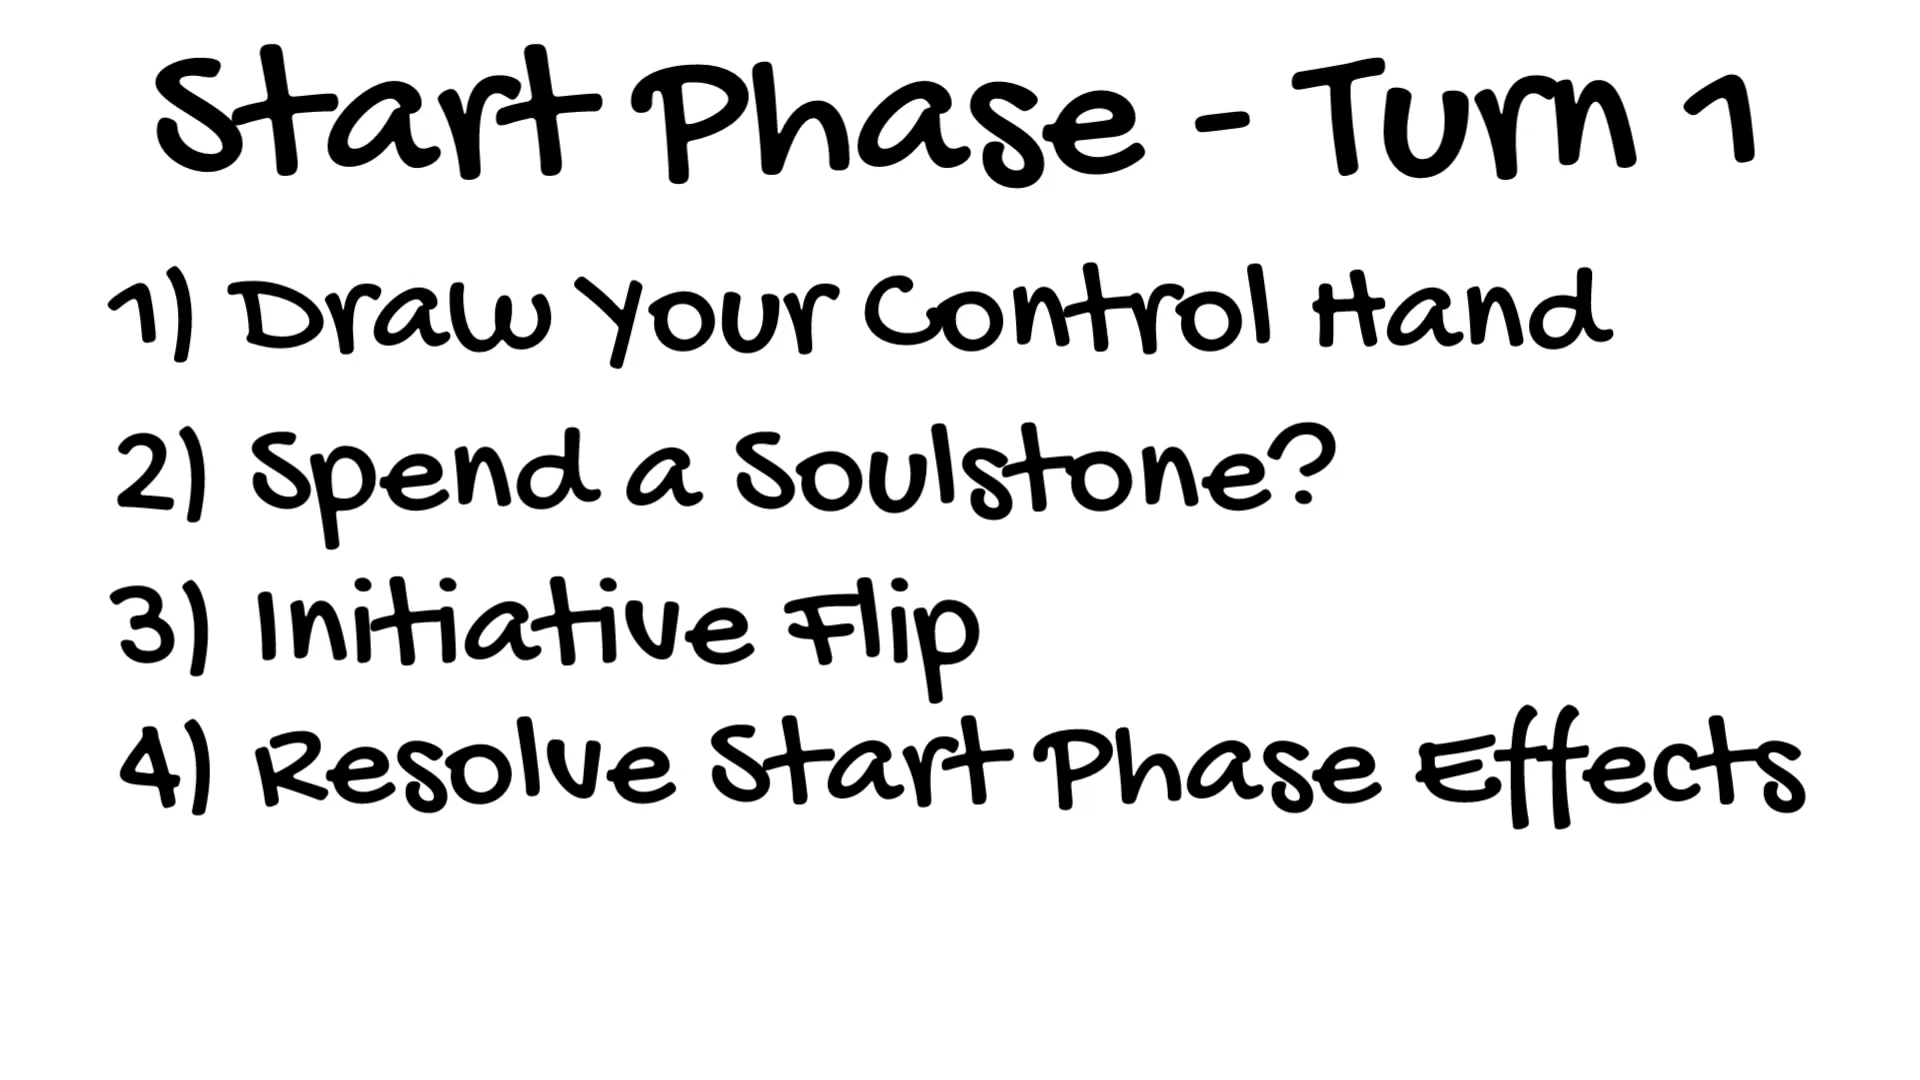 Start Phase - Turn 1
1) Draw Your Control Hand
2) Spend a Soulstone?
3) Initiative Flip
4) Resolve Start Phase Effects